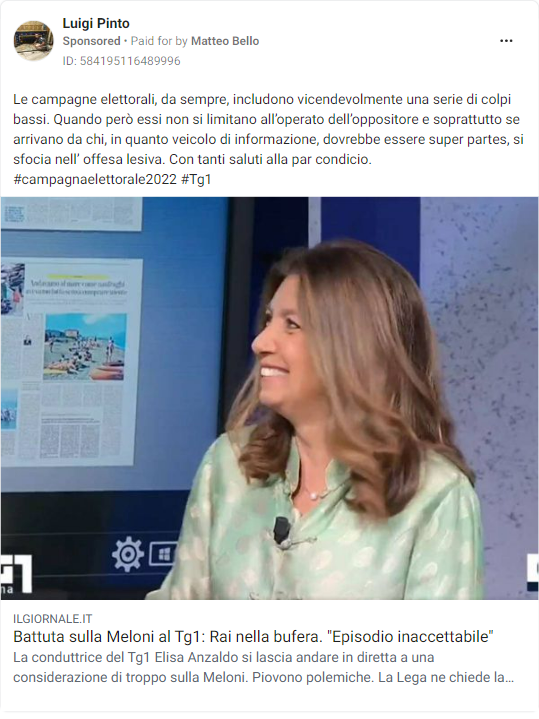 Luigi Pinto
Sponsored • Paid for by Matteo Bello
ID: 584195116489996
Le campagne elettorali, da sempre, includono vicendevolmente una serie di colpi
bassi. Quando però essi non si limitano all'operato dell'oppositore e soprattutto se
arrivano da chi, in quanto veicolo di informazione, dovrebbe essere super partes, si
sfocia nell' offesa lesiva. Con tanti saluti alla par condicio.
#campagnaelettorale2022 #Tg1
ILGIORNALE.IT
Battuta sulla Meloni al Tg1: Rai nella bufera. "Episodio inaccettabile"
La conduttrice del Tg1 Elisa Anzaldo si lascia andare in diretta a una
considerazione di troppo sulla Meloni. Piovono polemiche. La Lega ne chiede la...